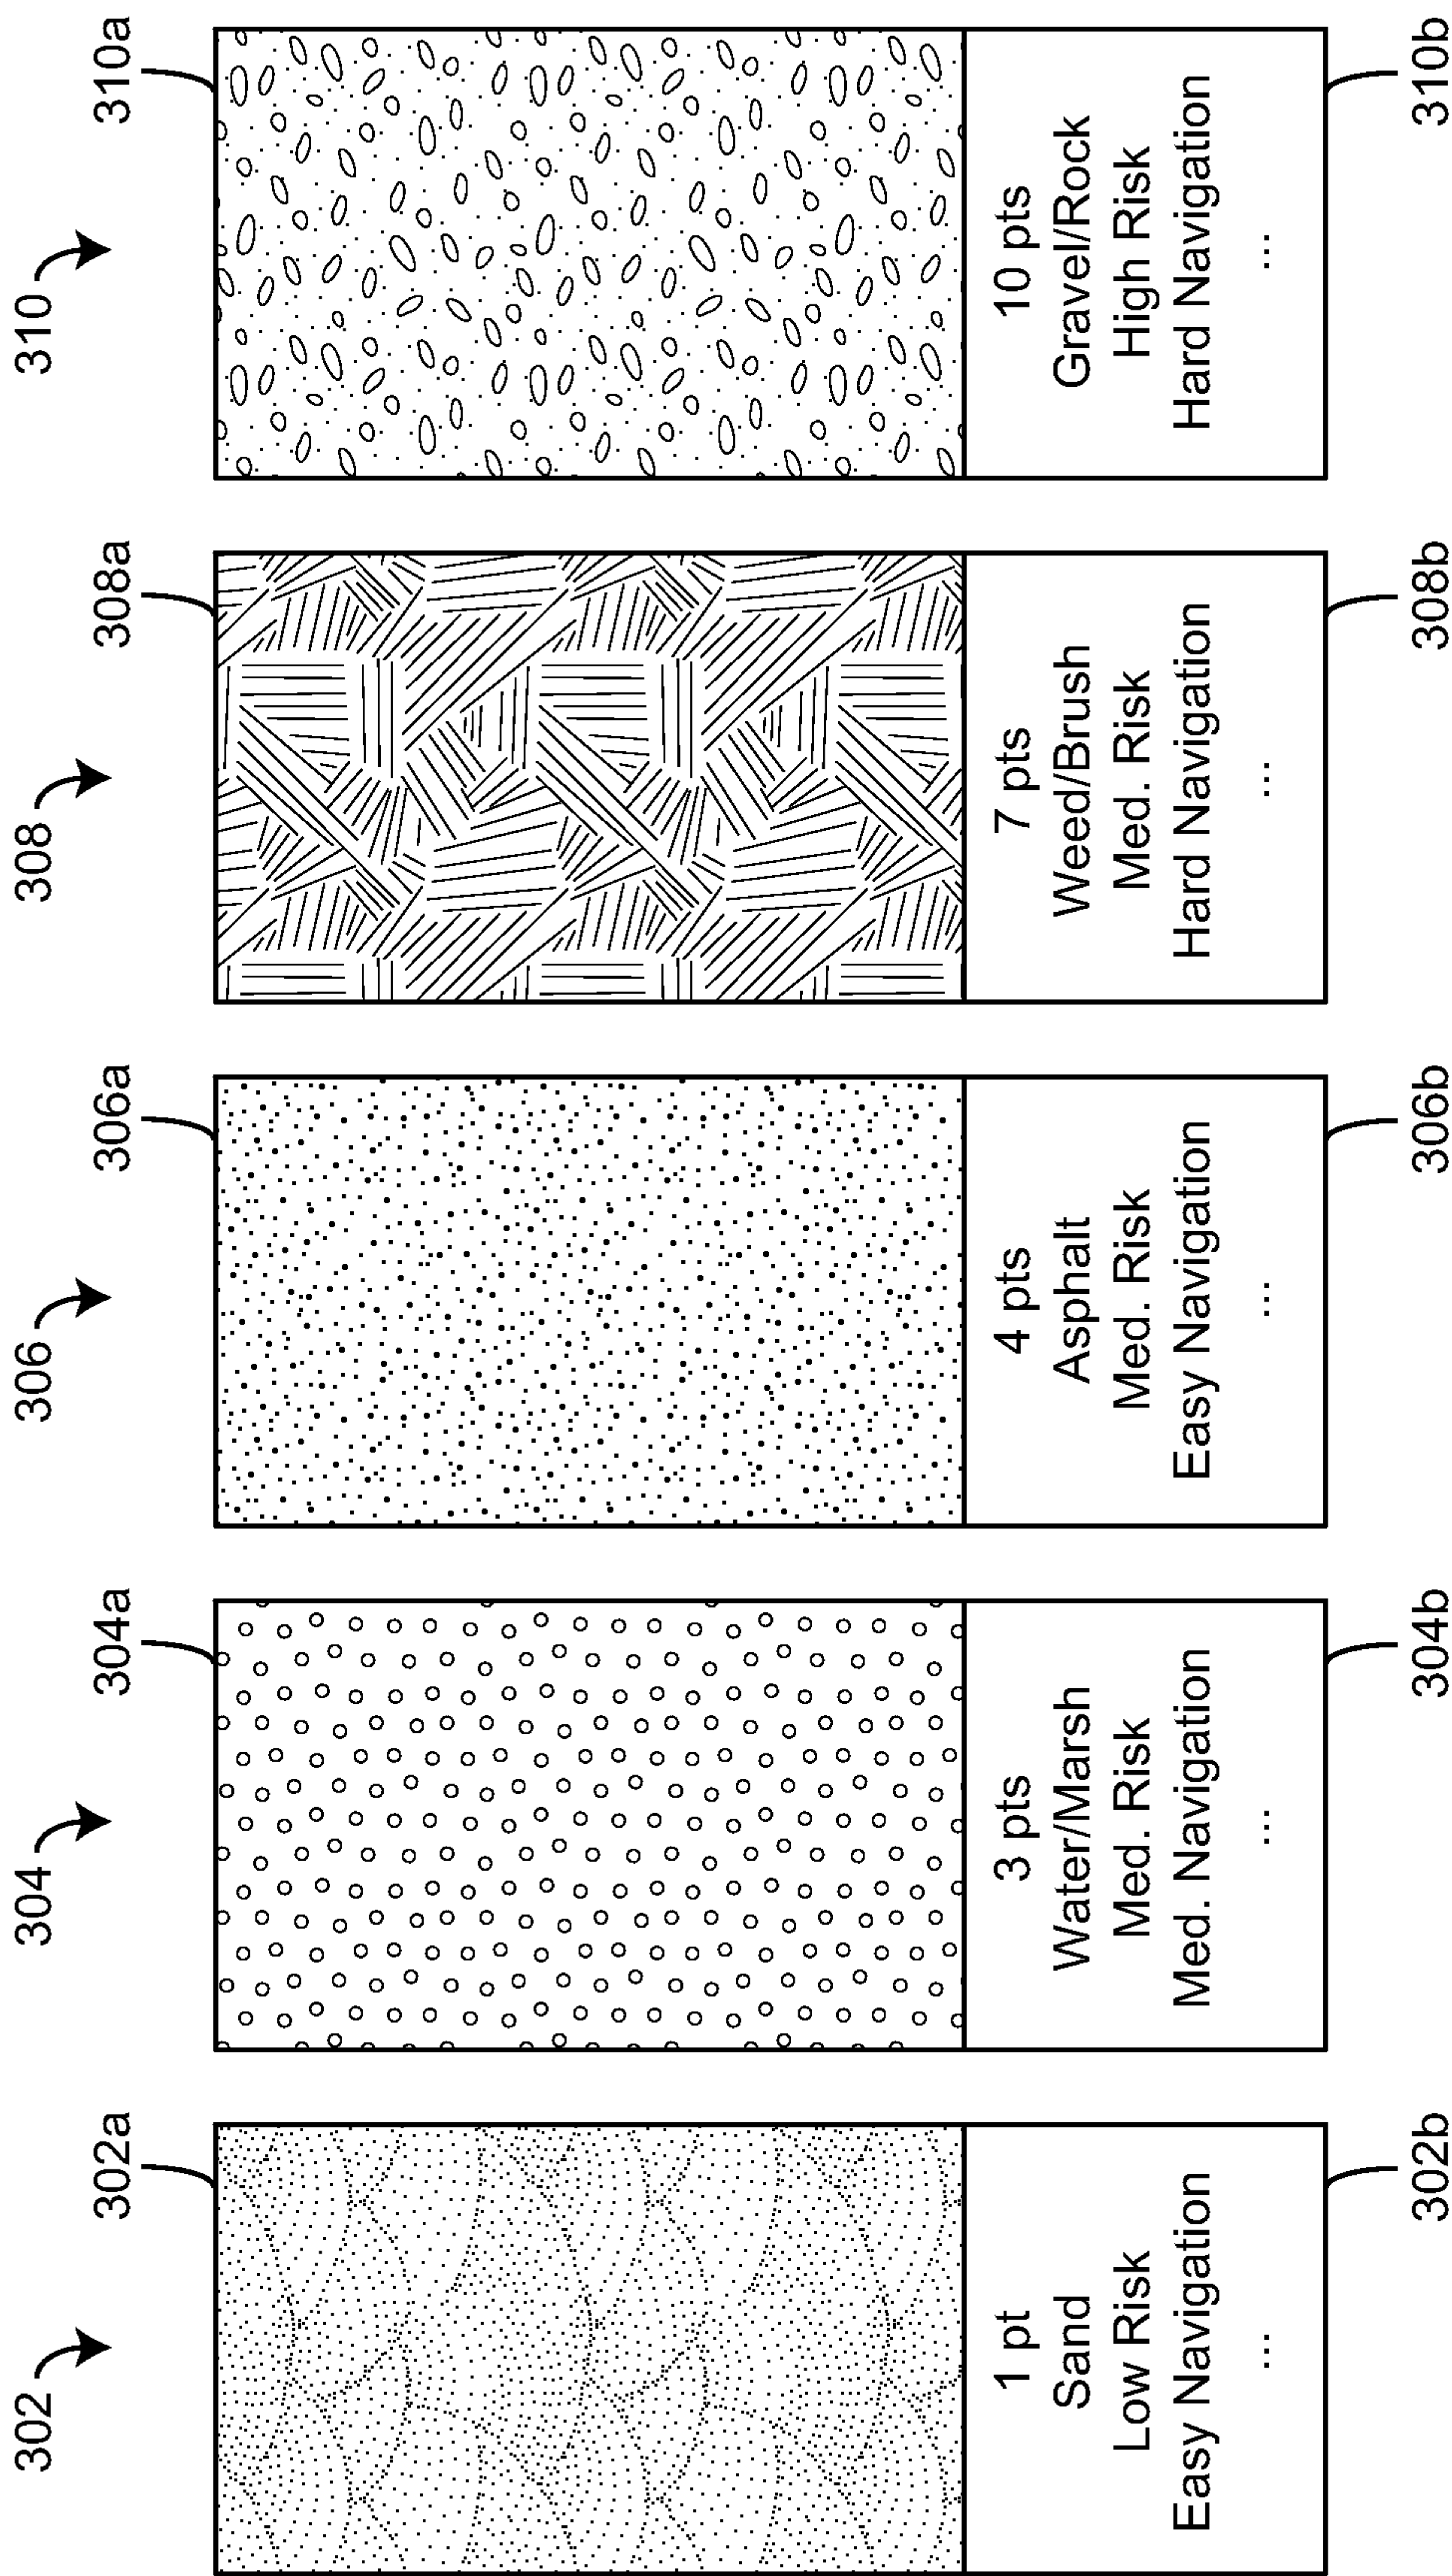 302
302a
1 pt
Sand
Low Risk
Easy Navigation
...
302b
304
304a
3 pts
Water/Marsh
Med. Risk
Med. Navigation
...
304b
306
306a
4 pts
Asphalt
Med. Risk
Easy Navigation
...
306b
308
308a
7 pts
Weed/Brush
Med. Risk
Hard Navigation
...
308b
310
310a
10 pts
Gravel/Rock
High Risk
Hard Navigation
...
310b